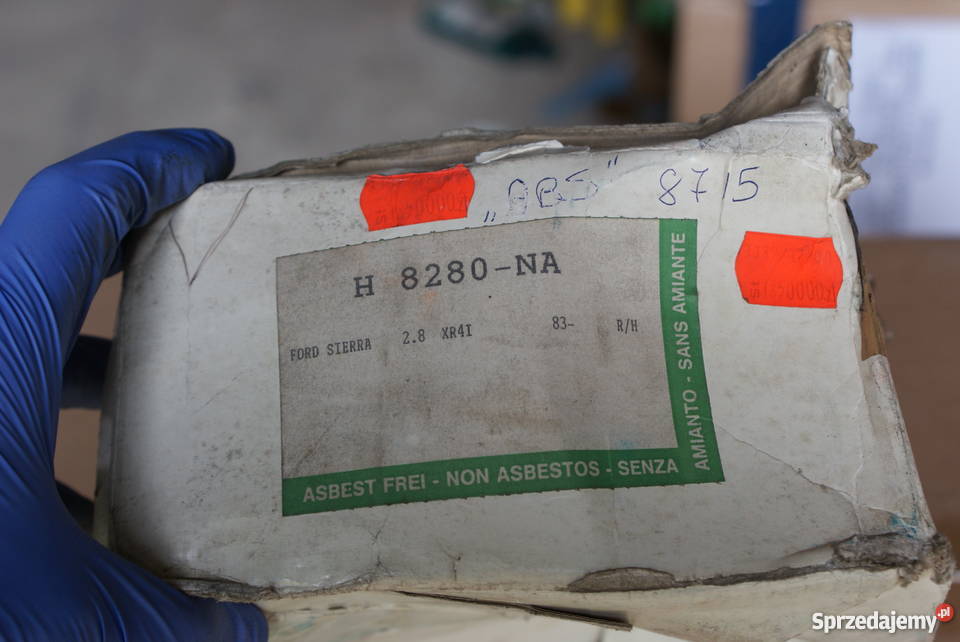 „ABS” 8715
H 8280-NA
FORD SIERRA 2.8 XR4I 83- R/H
ASBEST FREI - NON ASBESTOS - SENZA
AMIANTO - SANS AMIANTE
Sprzedajemy.pl